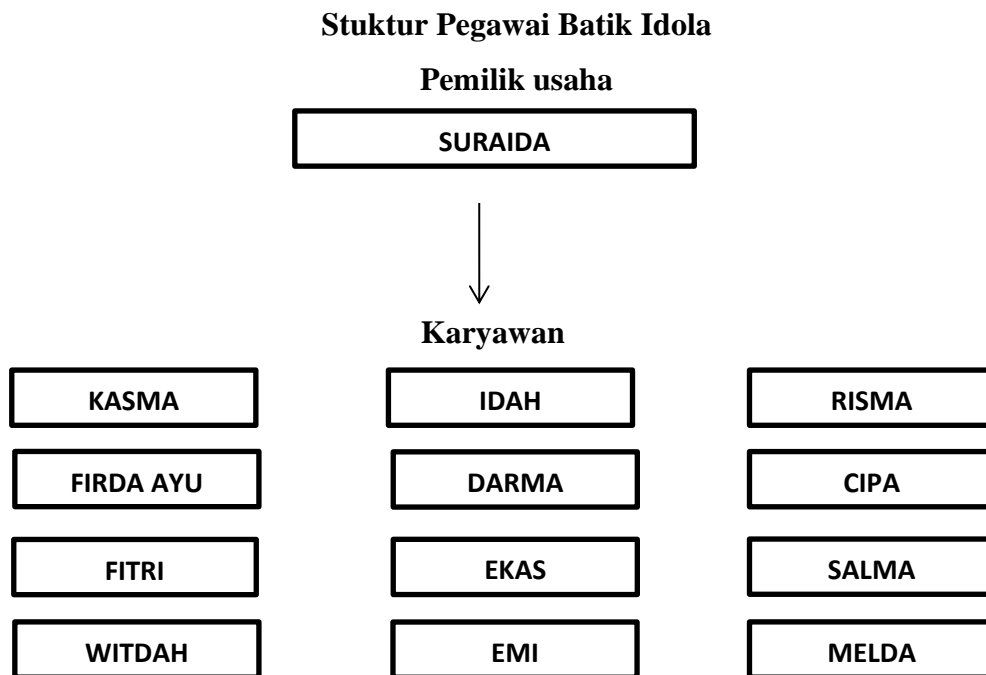 Stuktur Pegawai Batik Idola
Pemilik usaha
SURAIDA
Karyawan
KASMA
IDAH
RISMA
FIRDA AYU
DARMA
CIPA
FITRI
EKAS
SALMA
WITDAH
EMI
MELDA